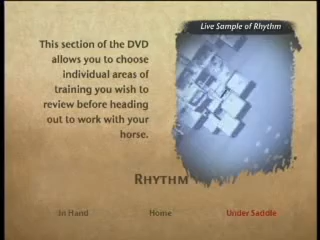 Live Sample of Rhythm
This section of the DVD
allows you to choose
individual areas of
training you wish to
review before heading
out to work with your
horse.
RHYTHM
In Hand
Home
Under Saddle